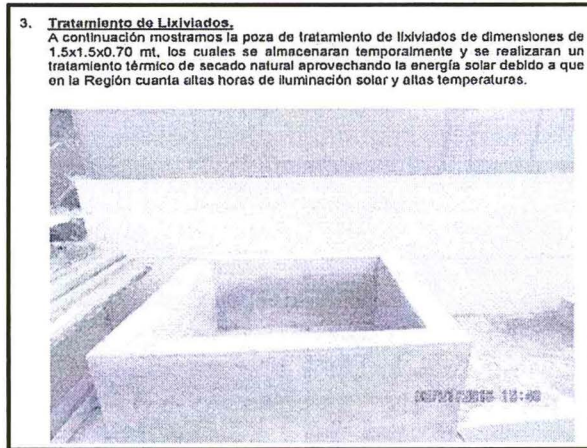 3. Tratamiento de Lixiviados.
A continuación mostramos la poza de tratamiento de lixiviados de dimensiones de
1.5x1.5x0.70 mt, los cuales se almacenaran temporalmente y se realizaran un
tratamiento térmico de secado natural aprovechando la energía solar debido a que
en la Región cuanta altas horas de iluminación solar y altas temperaturas.